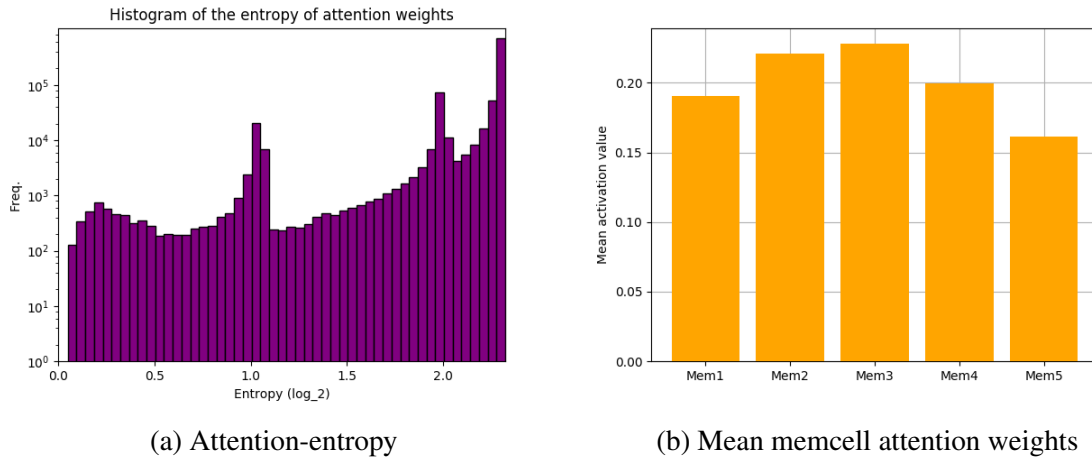 Histogram of the entropy of attention weights
Freq.
10^5
10^4
10^3
10^2
10^1
10^0
0.0 0.5 1.0 1.5 2.0
Entropy (log_2)
(a) Attention-entropy
Mean activation value
0.20
0.15
0.10
0.05
0.00
Mem1 Mem2 Mem3 Mem4 Mem5
(b) Mean memcell attention weights